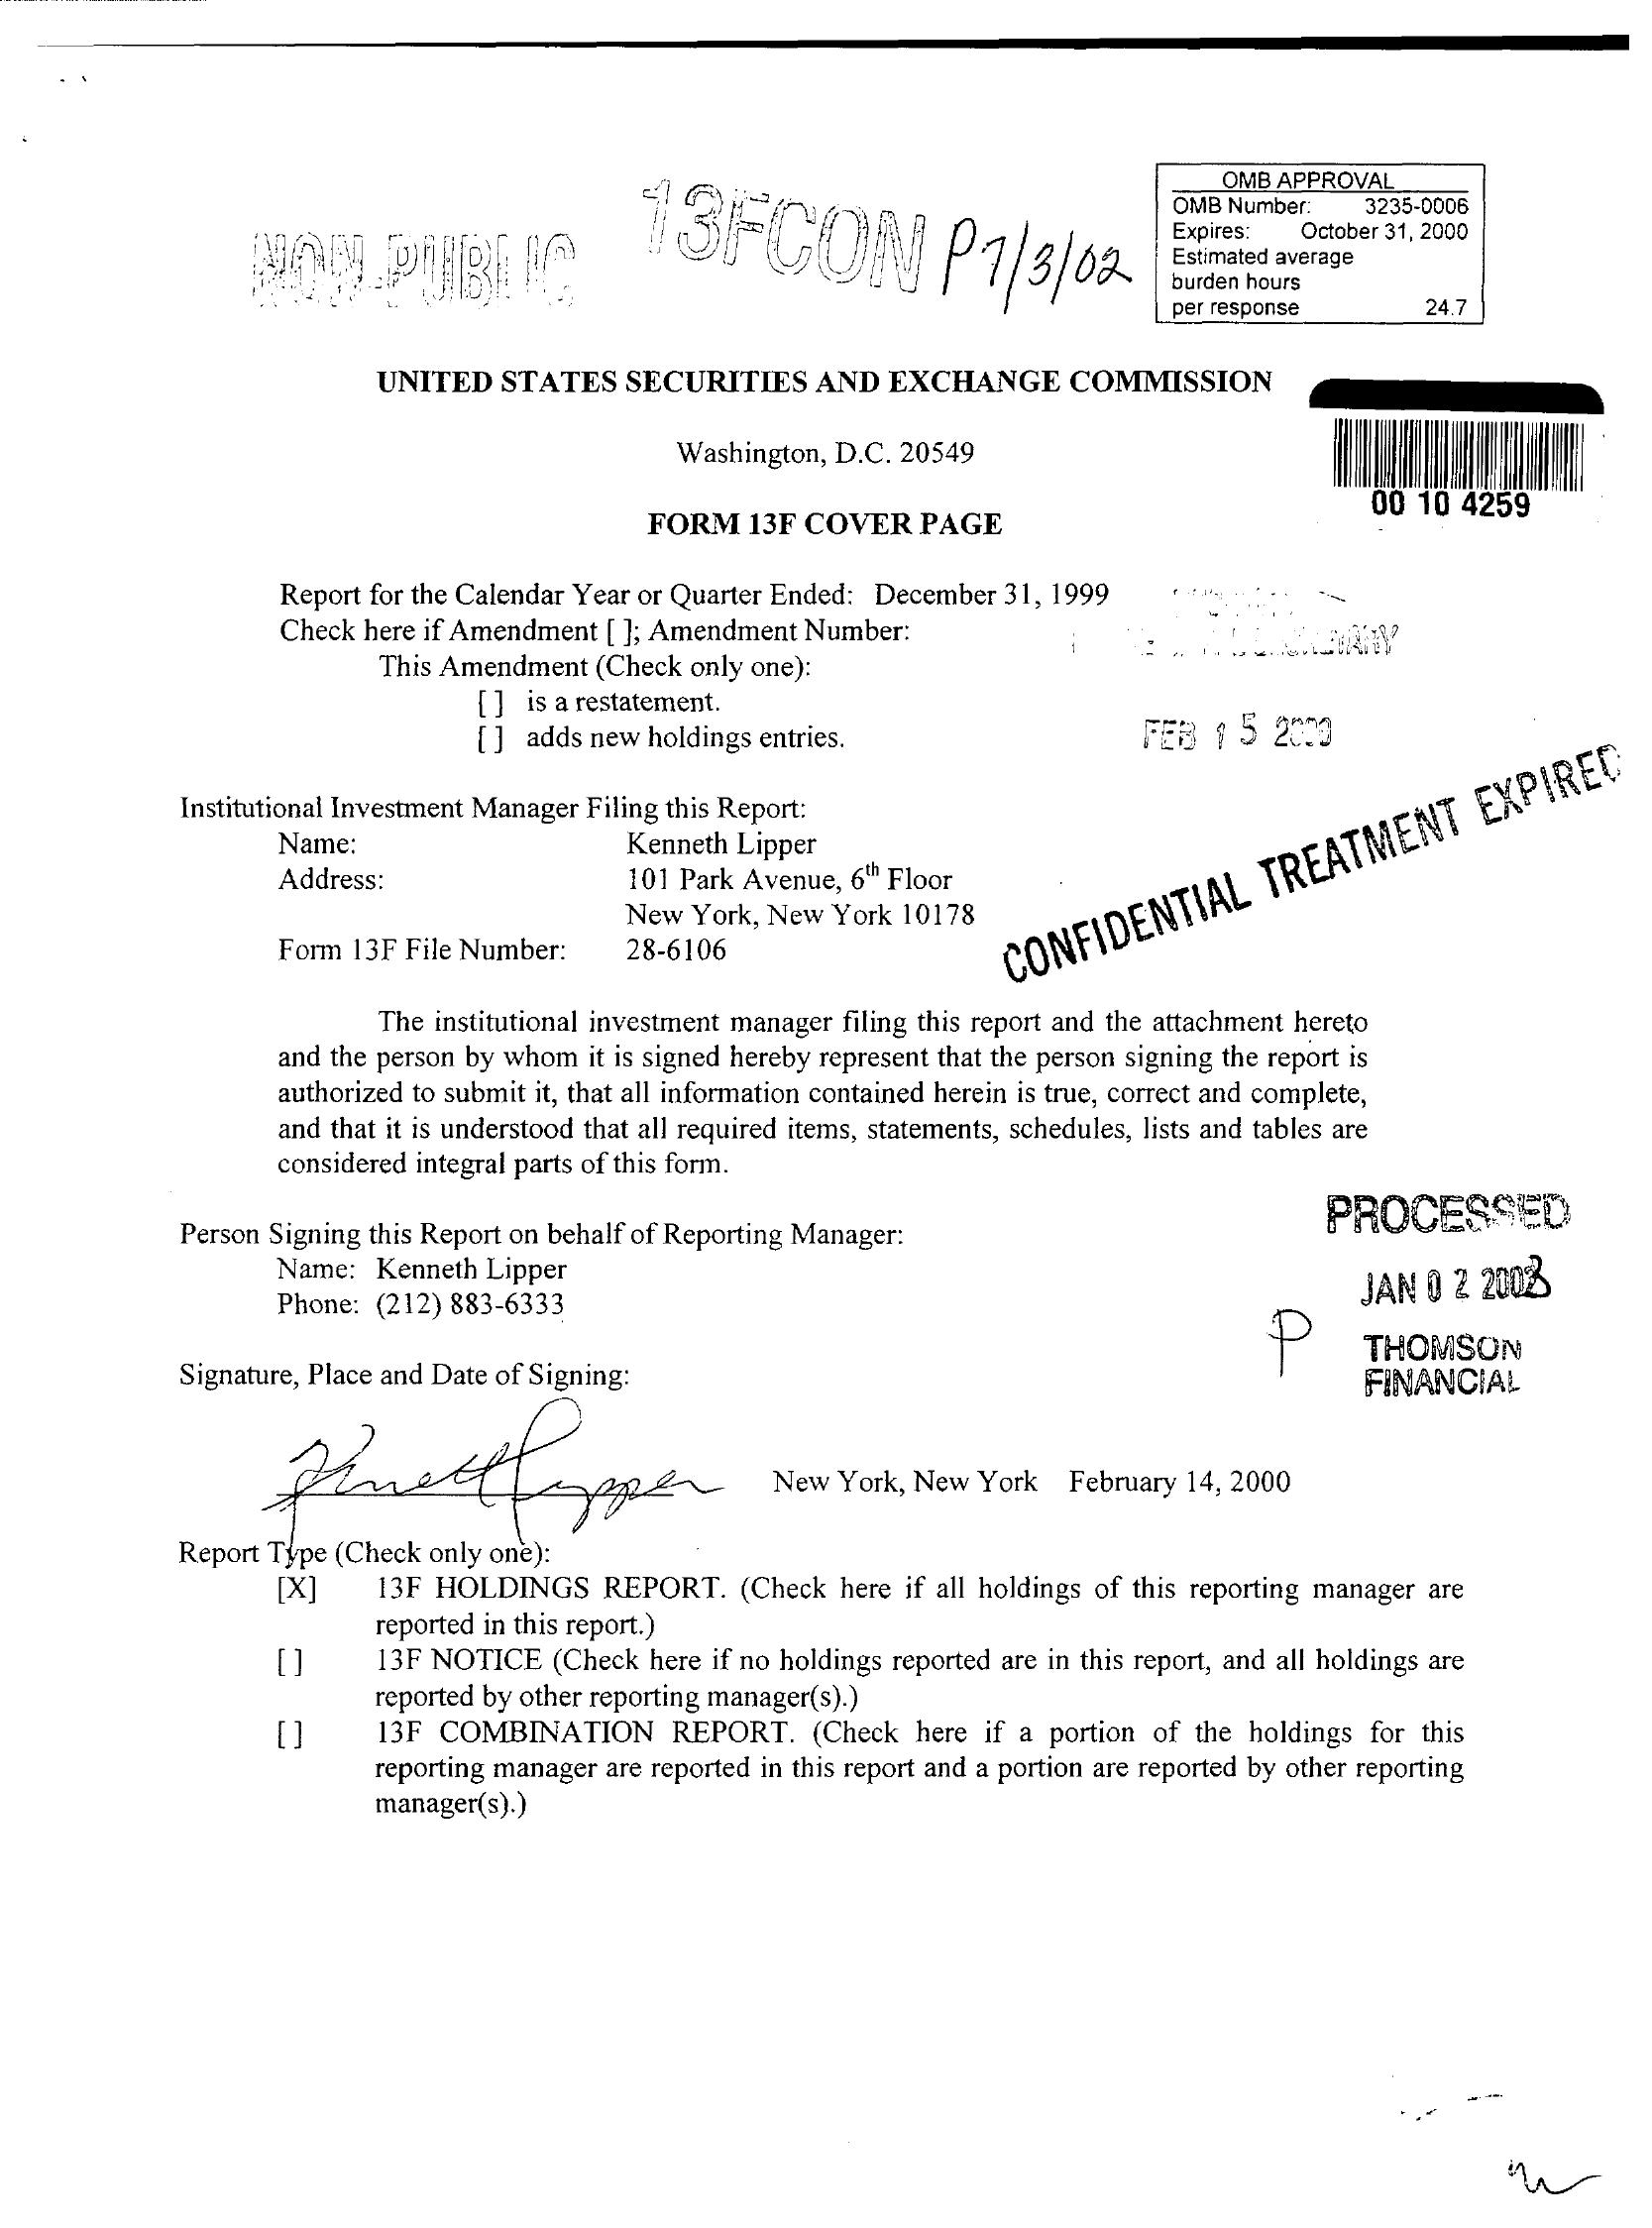 13FCON P 7/3/02
NON-PUBLIC
OMB APPROVAL
OMB Number: 3235-0006
Expires: October 31, 2000
Estimated average
burden hours
per response 24.7
UNITED STATES SECURITIES AND EXCHANGE COMMISSION
Washington, D.C. 20549
00 10 4259
FORM 13F COVER PAGE
Report for the Calendar Year or Quarter Ended: December 31, 1999
Check here if Amendment [ ]; Amendment Number:
This Amendment (Check only one):
[ ] is a restatement.
[ ] adds new holdings entries.
FEB 15 2000
CONFIDENTIAL TREATMENT EXPIRED
Institutional Investment Manager Filing this Report:
Name: Kenneth Lipper
Address: 101 Park Avenue, 6th Floor
New York, New York 10178
Form 13F File Number: 28-6106
The institutional investment manager filing this report and the attachment hereto
and the person by whom it is signed hereby represent that the person signing the report is
authorized to submit it, that all information contained herein is true, correct and complete,
and that it is understood that all required items, statements, schedules, lists and tables are
considered integral parts of this form.
PROCESSED
Person Signing this Report on behalf of Reporting Manager:
Name: Kenneth Lipper
Phone: (212) 883-6333
JAN 02 2003
P THOMSON
FINANCIAL
Signature, Place and Date of Signing:
Kenneth Lipper New York, New York February 14, 2000
Report Type (Check only one):
[X] 13F HOLDINGS REPORT. (Check here if all holdings of this reporting manager are
reported in this report.)
[ ] 13F NOTICE (Check here if no holdings reported are in this report, and all holdings are
reported by other reporting manager(s).)
[ ] 13F COMBINATION REPORT. (Check here if a portion of the holdings for this
reporting manager are reported in this report and a portion are reported by other reporting
manager(s).)